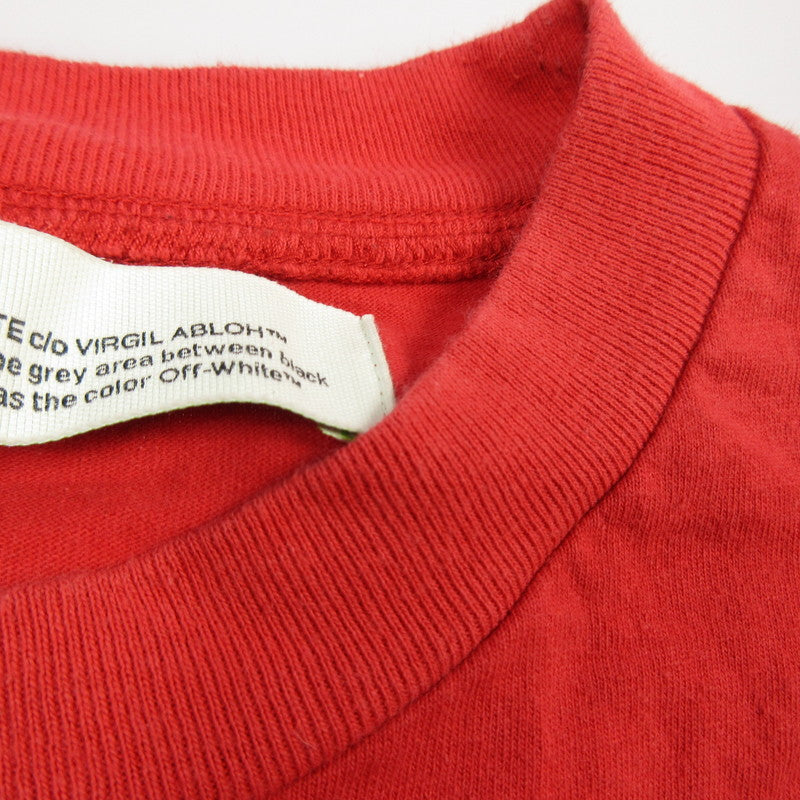 TE c/o VIRGIL ABLOH™
e grey area between black
as the color Off-White™